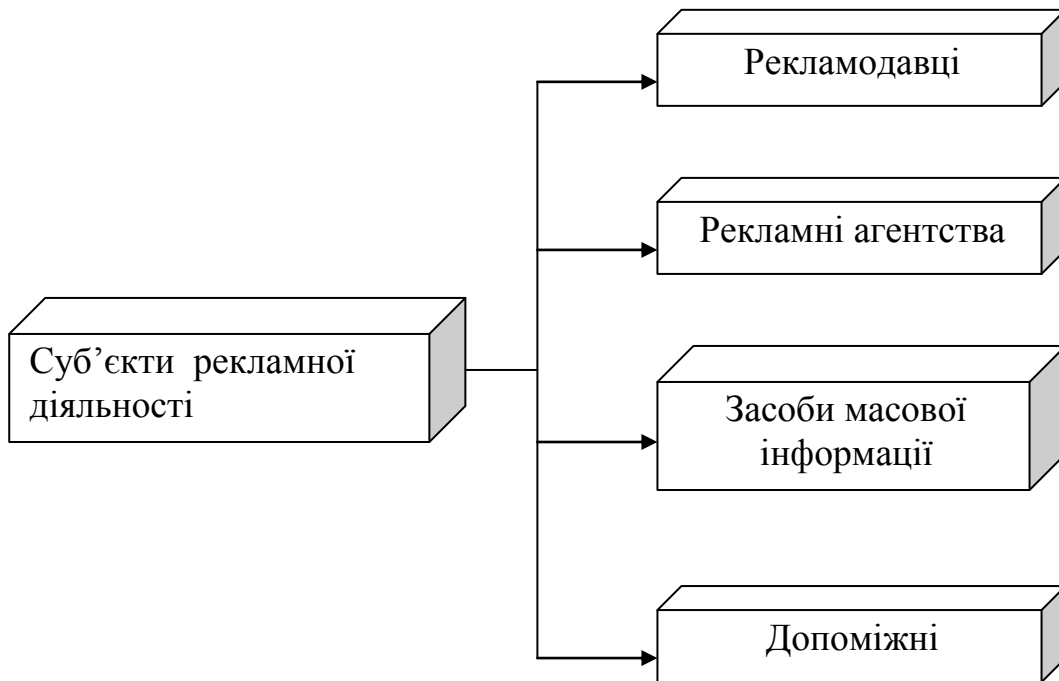 Рекламодавці
Рекламні агентства
Суб’єкти рекламної
діяльності
Засоби масової
інформації
Допоміжні